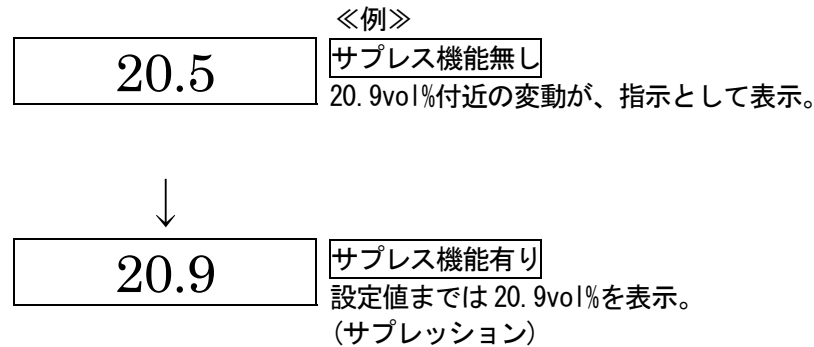 ≪例≫
20.5
サプレス機能無し
20.9vol%付近の変動が、指示として表示。
↓
20.9
サプレス機能有り
設定値までは 20.9vol%を表示。
(サプレッション)